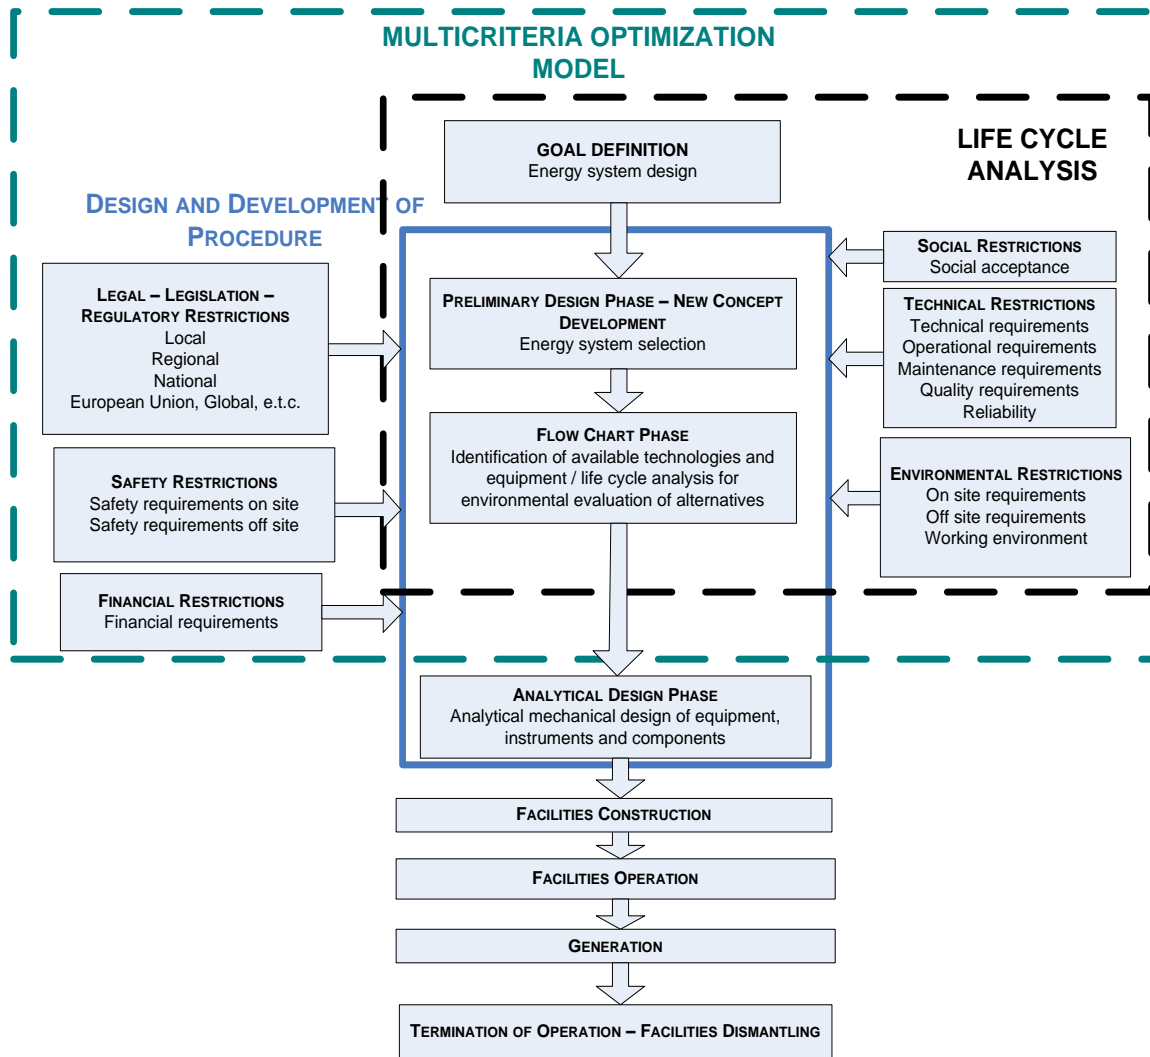 MULTICRITERIA OPTIMIZATION
MODEL
LIFE CYCLE
ANALYSIS
GOAL DEFINITION
Energy system design
DESIGN AND DEVELOPMENT OF
PROCEDURE
LEGAL – LEGISLATION –
REGULATORY RESTRICTIONS
Local
Regional
National
European Union, Global, e.t.c.
SAFETY RESTRICTIONS
Safety requirements on site
Safety requirements off site
FINANCIAL RESTRICTIONS
Financial requirements
PRELIMINARY DESIGN PHASE – NEW CONCEPT
DEVELOPMENT
Energy system selection
FLOW CHART PHASE
Identification of available technologies and
equipment / life cycle analysis for
environmental evaluation of alternatives
SOCIAL RESTRICTIONS
Social acceptance
TECHNICAL RESTRICTIONS
Technical requirements
Operational requirements
Maintenance requirements
Quality requirements
Reliability
ENVIRONMENTAL RESTRICTIONS
On site requirements
Off site requirements
Working environment
ANALYTICAL DESIGN PHASE
Analytical mechanical design of equipment,
instruments and components
FACILITIES CONSTRUCTION
FACILITIES OPERATION
GENERATION
TERMINATION OF OPERATION – FACILITIES DISMANTLING